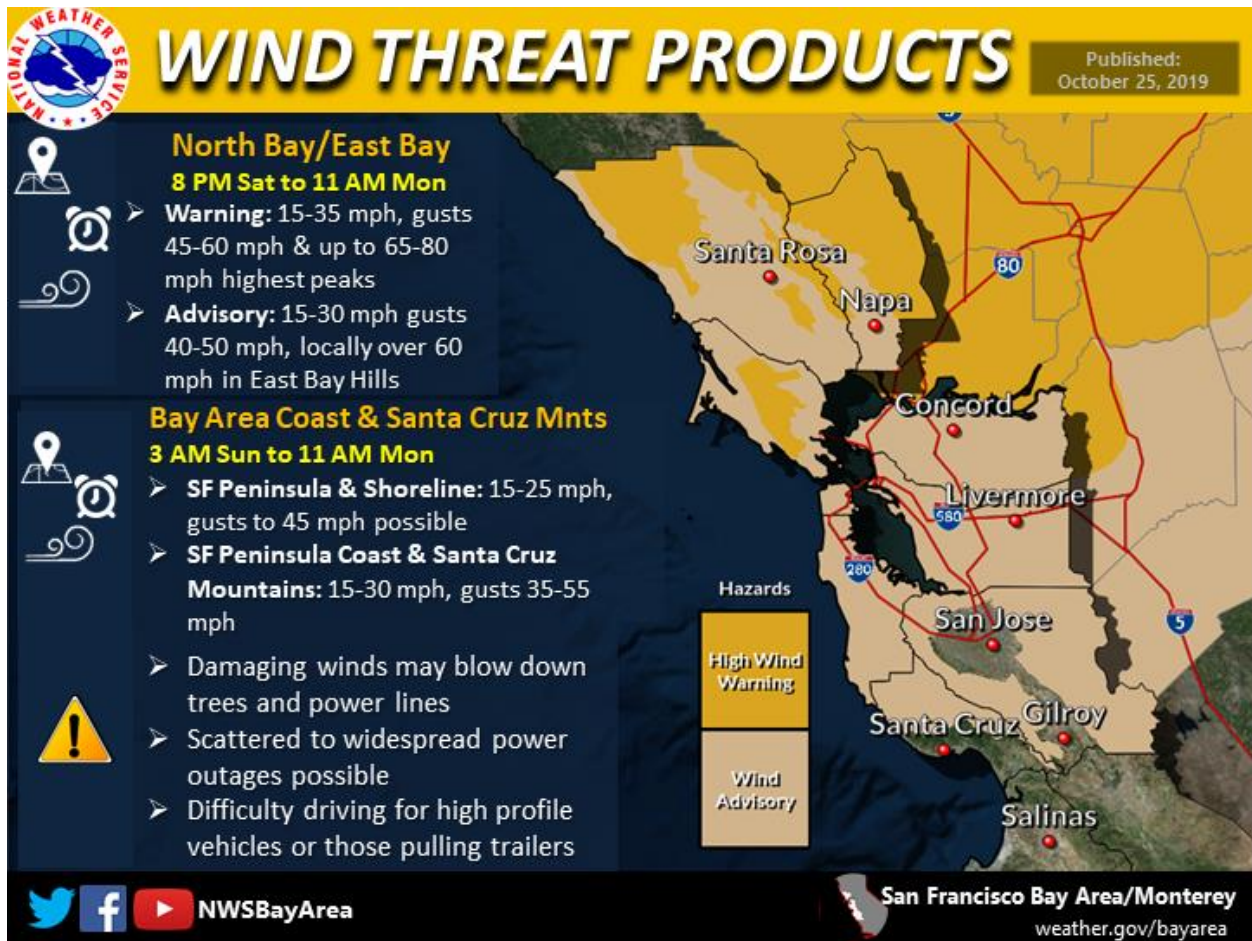 NATIONAL WEATHER SERVICE
WIND THREAT PRODUCTS
Published:
October 25, 2019
North Bay/East Bay
8 PM Sat to 11 AM Mon
➢ Warning: 15-35 mph, gusts
45-60 mph & up to 65-80
mph highest peaks
➢ Advisory: 15-30 mph gusts
40-50 mph, locally over 60
mph in East Bay Hills
Bay Area Coast & Santa Cruz Mnts
3 AM Sun to 11 AM Mon
➢ SF Peninsula & Shoreline: 15-25 mph,
gusts to 45 mph possible
➢ SF Peninsula Coast & Santa Cruz
Mountains: 15-30 mph, gusts 35-55
mph
➢ Damaging winds may blow down
trees and power lines
➢ Scattered to widespread power
outages possible
➢ Difficulty driving for high profile
vehicles or those pulling trailers
5
Santa Rosa
80
Napa
Concord
Livermore
580
280
San Jose
5
Santa Cruz
Gilroy
Salinas
Hazards
High Wind
Warning
Wind
Advisory
NWSBayArea
San Francisco Bay Area/Monterey
weather.gov/bayarea